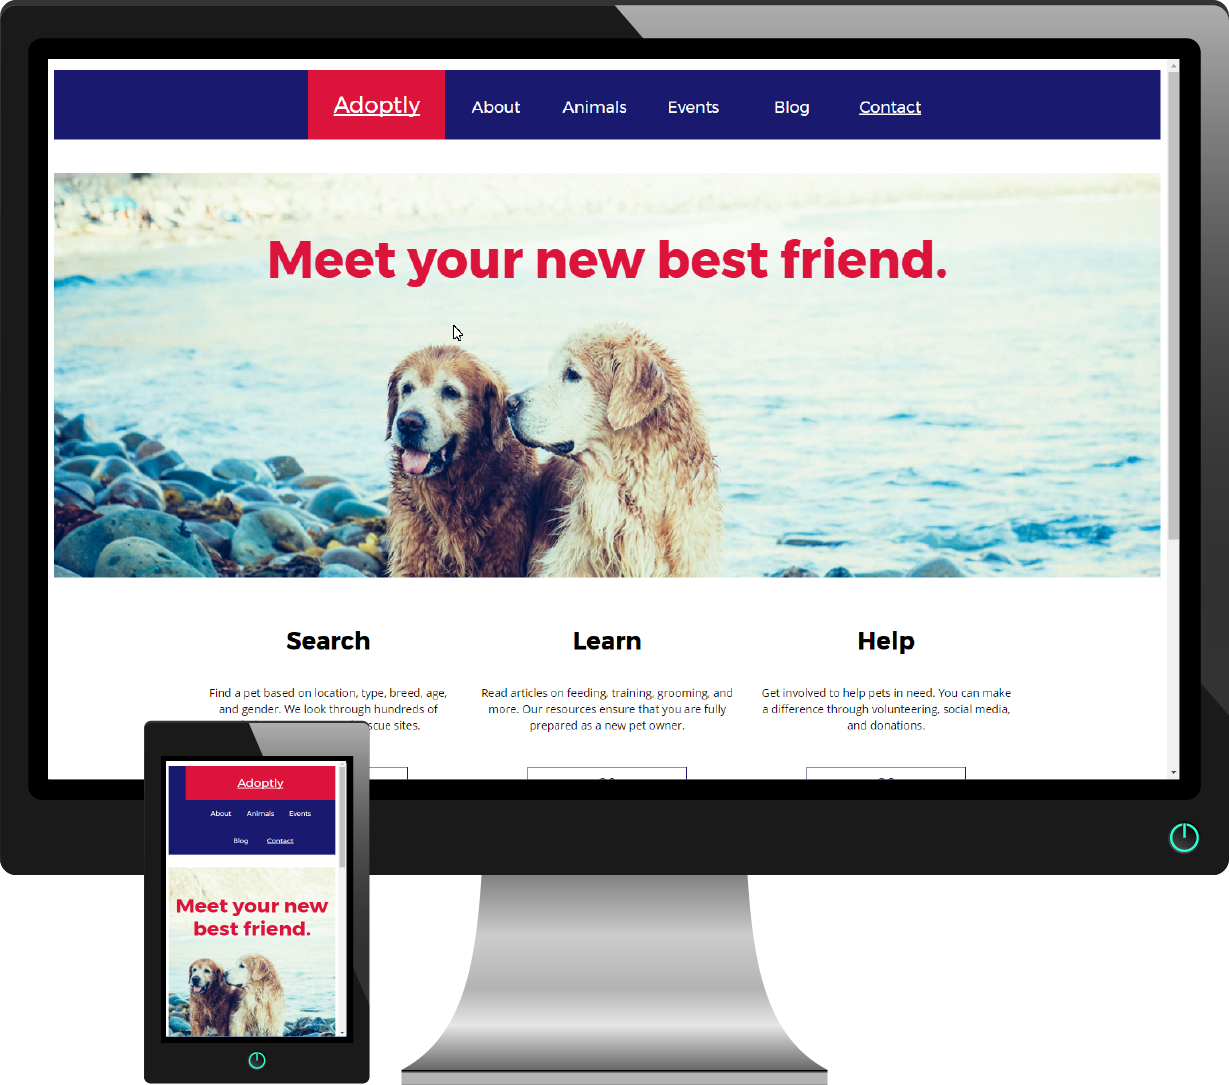 Adoptly About Animals Events Blog Contact
Meet your new best friend.
Search
Find a pet based on location, type, breed, age,
and gender. We look through hundreds of
scue sites.
Learn
Read articles on feeding, training, grooming, and
more. Our resources ensure that you are fully
prepared as a new pet owner.
Help
Get involved to help pets in need. You can make
a difference through volunteering, social media,
and donations.
Adoptly
About Animals Events
Blog Contact
Meet your new
best friend.